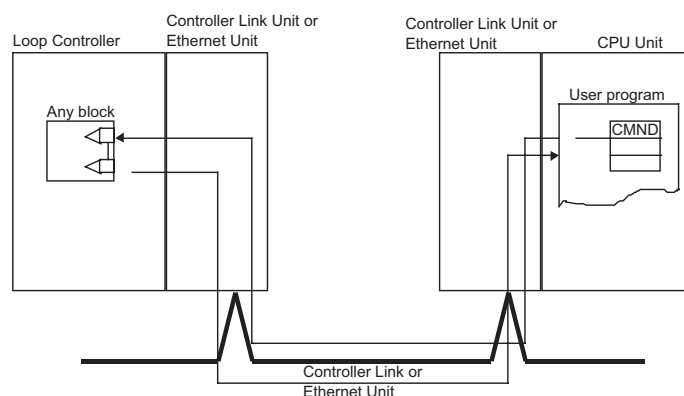 Controller Link Unit or
Ethernet Unit
Loop Controller
Controller Link Unit or
Ethernet Unit
CPU Unit
Any block
User program
CMND
Controller Link or
Ethernet Unit